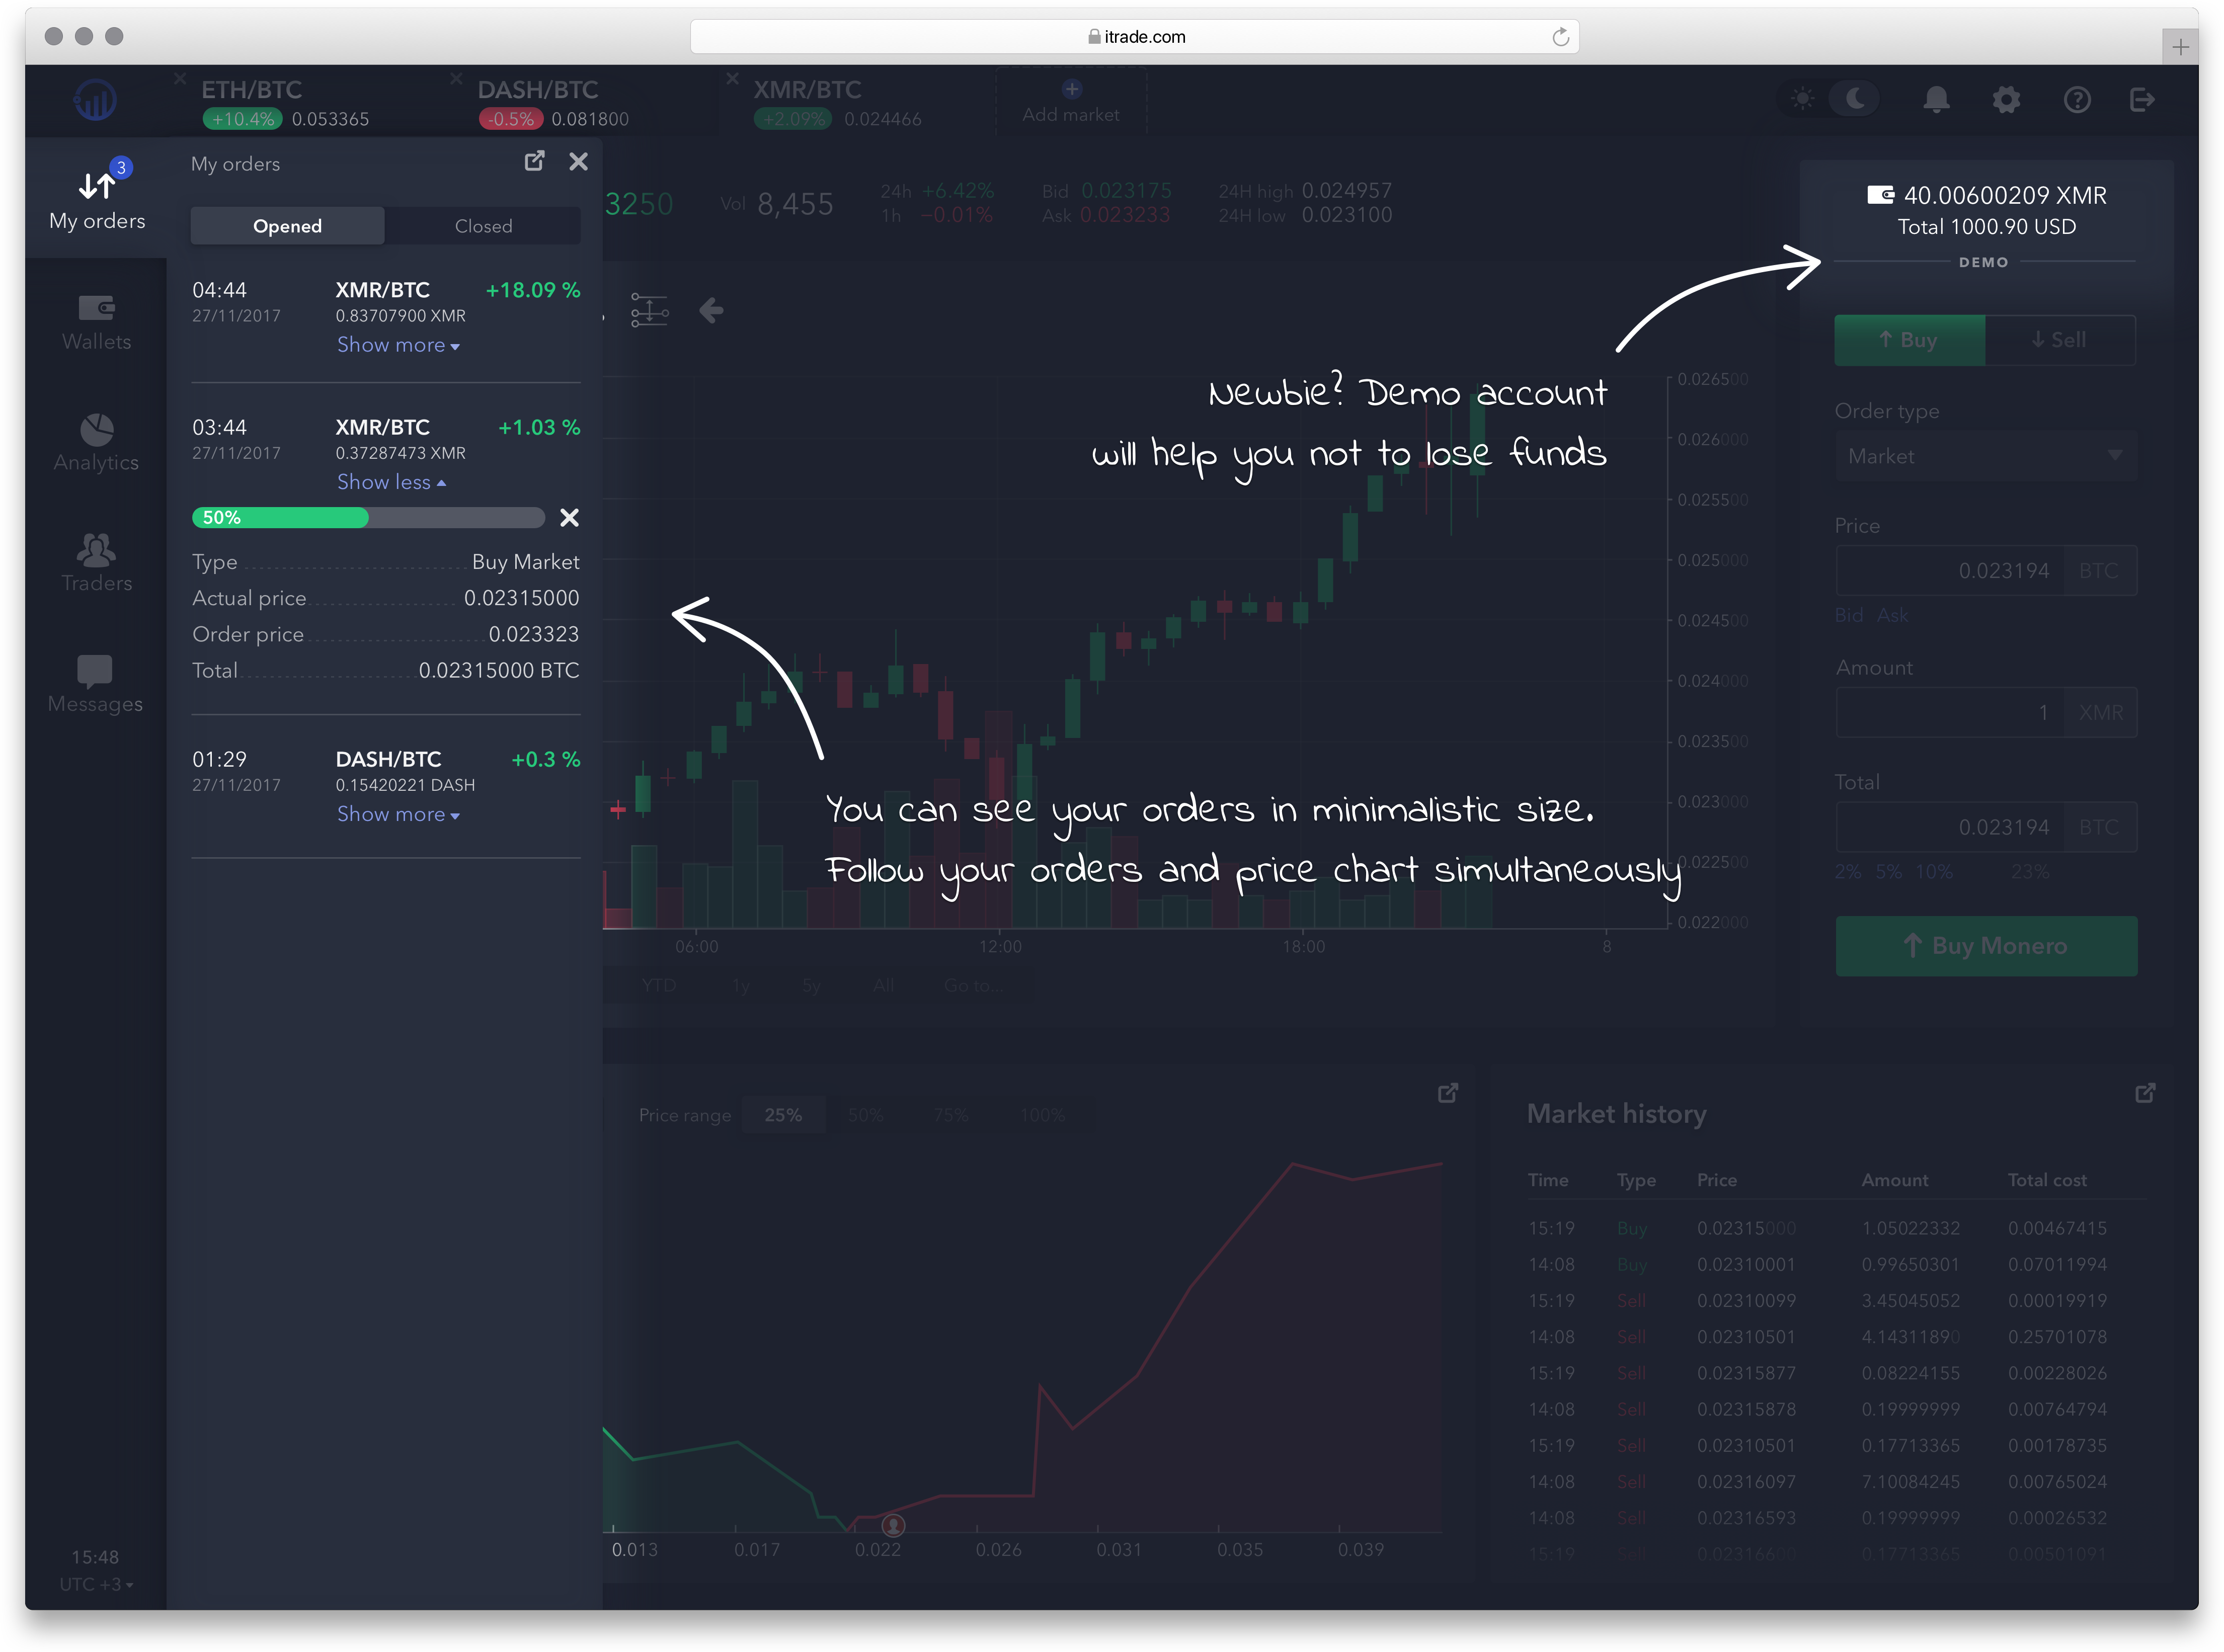 itrade.com
ETH/BTC
+10.4% 0.053365
DASH/BTC
-0.5% 0.081800
XMR/BTC
+2.09% 0.024466
Add market
3
My orders
Wallets
Analytics
Traders
Messages
15:48
UTC +3
My orders
Opened Closed
04:44 XMR/BTC +18.09 %
27/11/2017 0.83707900 XMR
Show more
03:44 XMR/BTC +1.03 %
27/11/2017 0.37287473 XMR
Show less
50%
Type Buy Market
Actual price 0.02315000
Order price 0.023323
Total 0.02315000 BTC
01:29 DASH/BTC +0.3 %
27/11/2017 0.15420221 DASH
Show more
3250 Vol 8,455
24h +6.42% Bid 0.023175 24H high 0.024957
1h −0.01% Ask 0.023233 24H low 0.023100
Newbie? Demo account
will help you not to lose funds
You can see your orders in minimalistic size.
Follow your orders and price chart simultaneously
0.026500
0.026000
0.025500
0.025000
0.024500
0.024000
0.023500
0.023000
0.022500
0.022000
06:00 12:00 18:00 8
YTD 1y 5y All Go to...
40.00600209 XMR
Total 1000.90 USD
DEMO
Buy Sell
Order type
Market
Price
0.023194 BTC
Bid Ask
Amount
1 XMR
Total
0.023194 BTC
2% 5% 10% 23%
Buy Monero
Price range 25% 50% 75% 100%
0.013 0.017 0.022 0.026 0.031 0.035 0.039
Market history
Time Type Price Amount Total cost
15:19 Buy 0.02315000 1.05022332 0.00467415
14:08 Buy 0.02310001 0.99650301 0.07011994
15:19 Sell 0.02310099 3.45045052 0.00019919
14:08 Sell 0.02310501 4.14311890 0.25701078
15:19 Sell 0.02315877 0.08224155 0.00228026
14:08 Sell 0.02315878 0.19999999 0.00764794
15:19 Sell 0.02310501 0.17713365 0.00178735
14:08 Sell 0.02316097 7.10084245 0.00765024
14:08 Sell 0.02316593 0.19999999 0.00026532
15:19 Sell 0.02316600 0.17713365 0.00501091